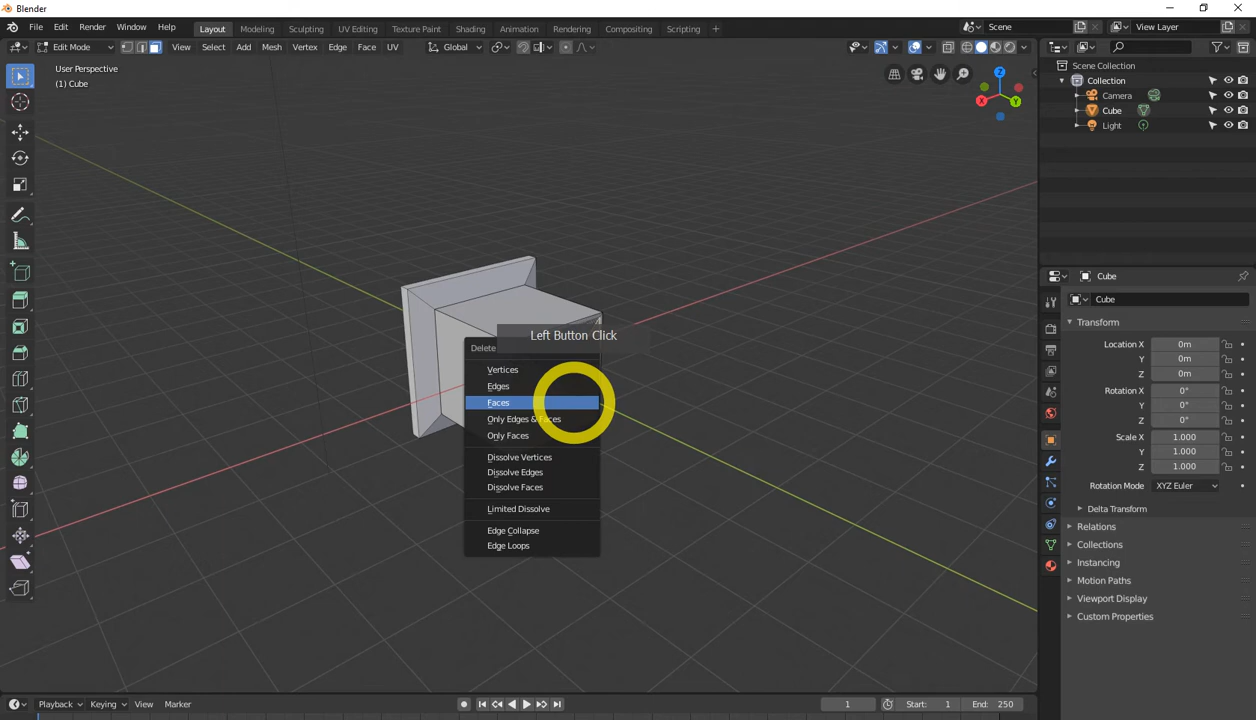 Blender
File Edit Render Window Help Layout Modeling Sculpting UV Editing Texture Paint Shading Animation Rendering Compositing Scripting + Scene View Layer
Edit Mode View Select Add Mesh Vertex Edge Face UV Global
User Perspective
(1) Cube
Z
X
Y
Scene Collection
Collection
Camera
Cube
Light
Left Button Click
Delete
Vertices
Edges
Faces
Only Edges & Faces
Only Faces
Dissolve Vertices
Dissolve Edges
Dissolve Faces
Limited Dissolve
Edge Collapse
Edge Loops
Cube
Cube
Transform
Location X 0m
Y 0m
Z 0m
Rotation X 0°
Y 0°
Z 0°
Scale X 1.000
Y 1.000
Z 1.000
Rotation Mode XYZ Euler
Delta Transform
Relations
Collections
Instancing
Motion Paths
Viewport Display
Custom Properties
Playback Keying View Marker 1 Start: 1 End: 250